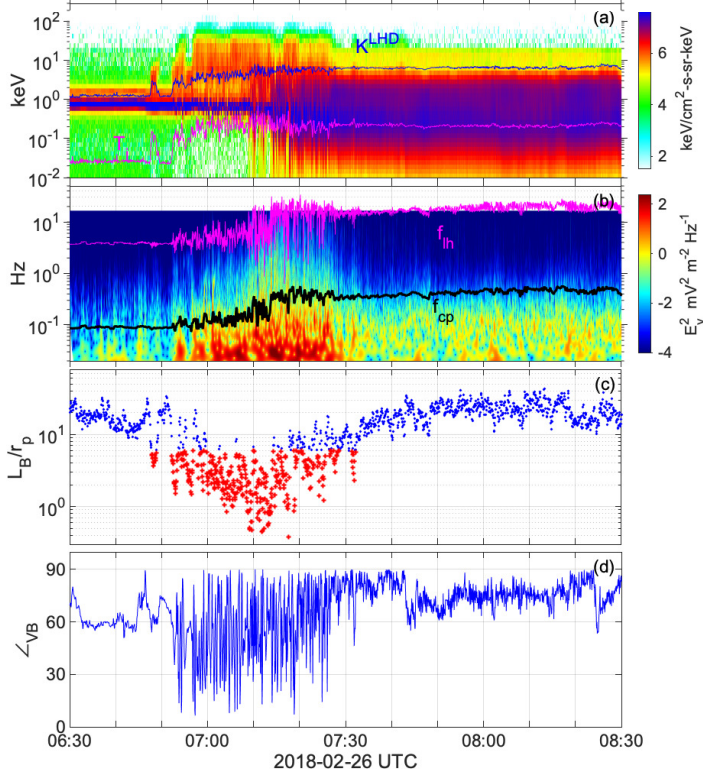 (a)
10²
10¹
10⁰
10⁻¹
10⁻²
keV
K^LHD
T⊥
6
4
2
keV/cm²-s-sr-keV
(b)
10¹
10⁰
10⁻¹
Hz
f_lh
f_cp
2
0
-2
-4
E_v² mV² m⁻² Hz⁻¹
(c)
10¹
10⁰
L_B/r_p
(d)
90
60
30
0
∠_VB
06:30 07:00 07:30 08:00 08:30
2018-02-26 UTC